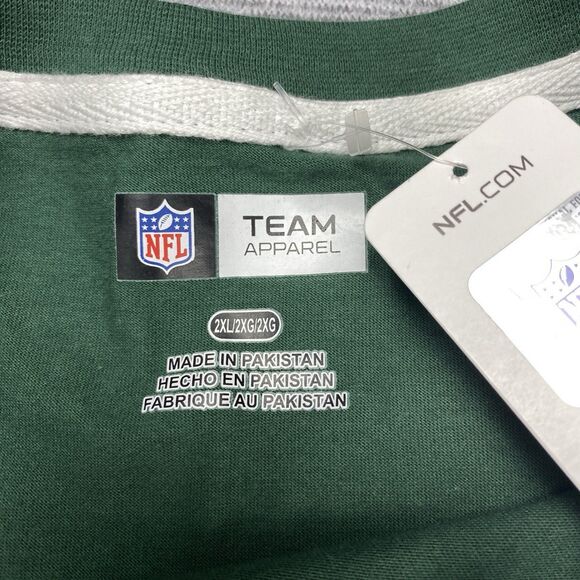 NFL
TEAM
APPAREL
2XL/2XG/2XG
MADE IN PAKISTAN
HECHO EN PAKISTAN
FABRIQUE AU PAKISTAN
NFL.COM